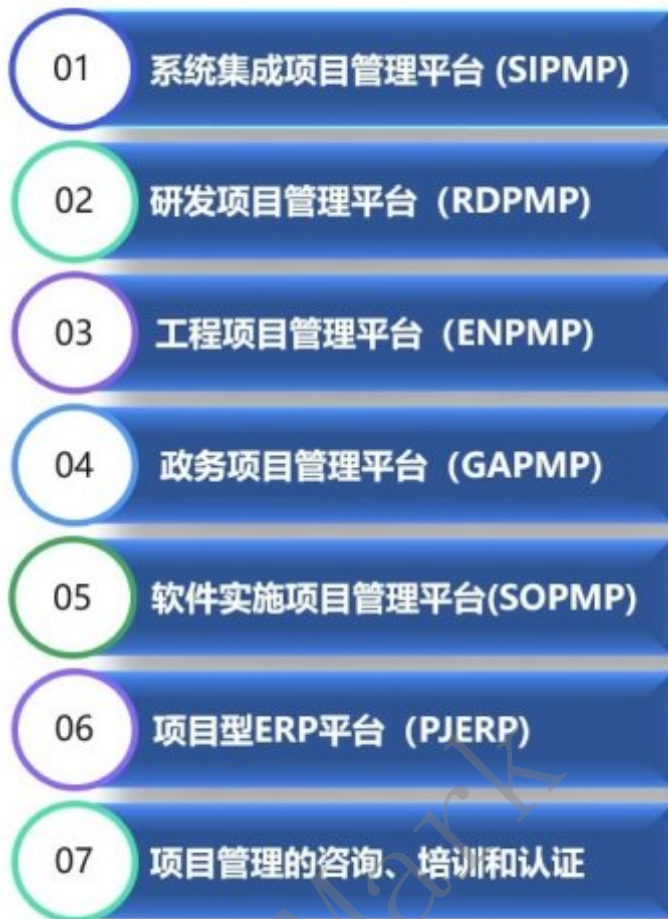 01 系统集成项目管理平台 (SIPMP)
02 研发项目管理平台（RDPMP)
03 工程项目管理平台（ENPMP)
04 政务项目管理平台（GAPMP)
05 软件实施项目管理平台(SOPMP)
06 项目型ERP平台（PJERP)
07 项目管理的咨询、培训和认证